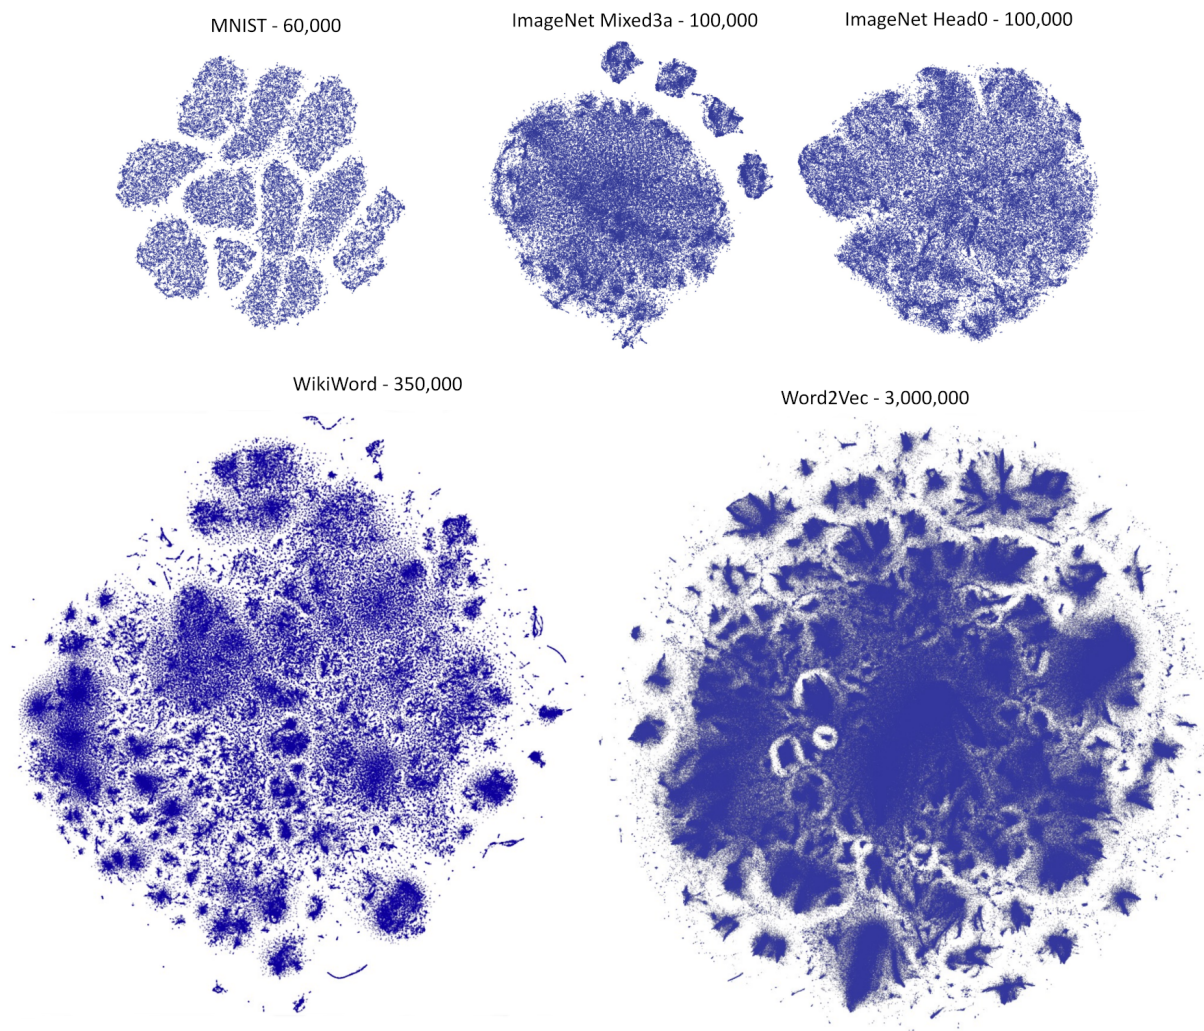 MNIST - 60,000
ImageNet Mixed3a - 100,000
ImageNet Head0 - 100,000
WikiWord - 350,000
Word2Vec - 3,000,000